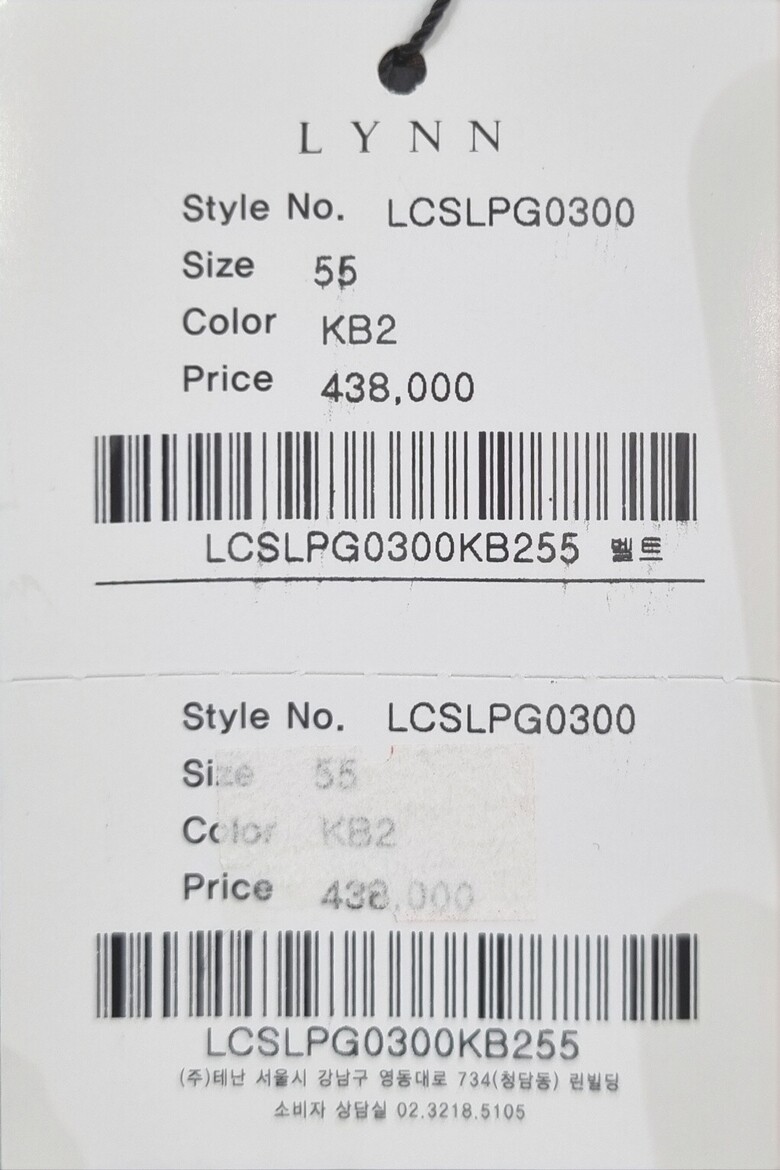 LYNN
Style No. LCSLPG0300
Size 55
Color KB2
Price 438,000
LCSLPG0300KB255 벨트
Style No. LCSLPG0300
Size 55
Color KB2
Price 438,000
LCSLPG0300KB255
(주)테난 서울시 강남구 영동대로 734(청담동) 린빌딩
소비자 상담실 02.3218.5105